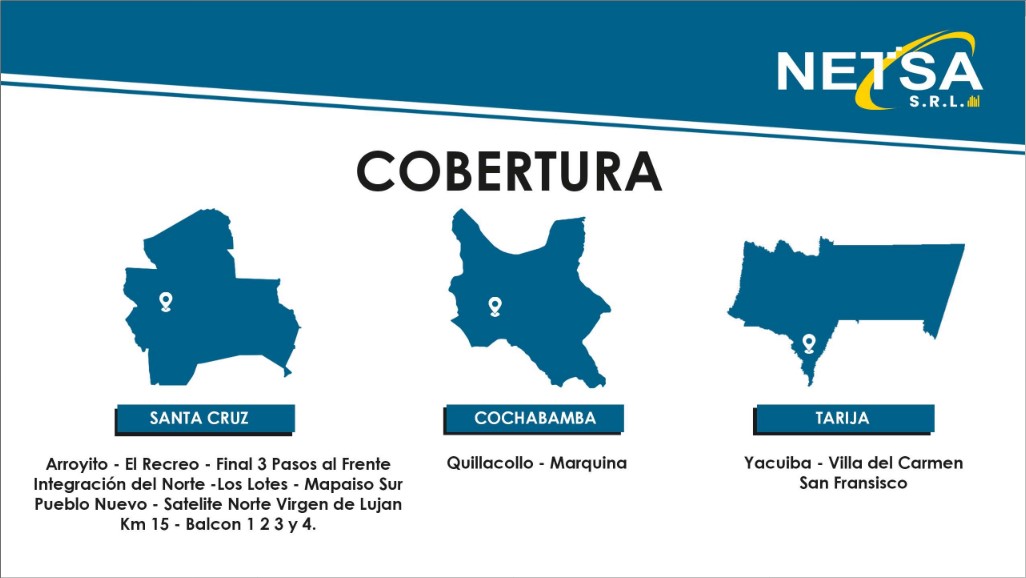 NETSA
S.R.L.
COBERTURA
SANTA CRUZ
Arroyito - El Recreo - Final 3 Pasos al Frente
Integración del Norte -Los Lotes - Mapaiso Sur
Pueblo Nuevo - Satelite Norte Virgen de Lujan
Km 15 - Balcon 1 2 3 y 4.
COCHABAMBA
Quillacollo - Marquina
TARIJA
Yacuiba - Villa del Carmen
San Fransisco